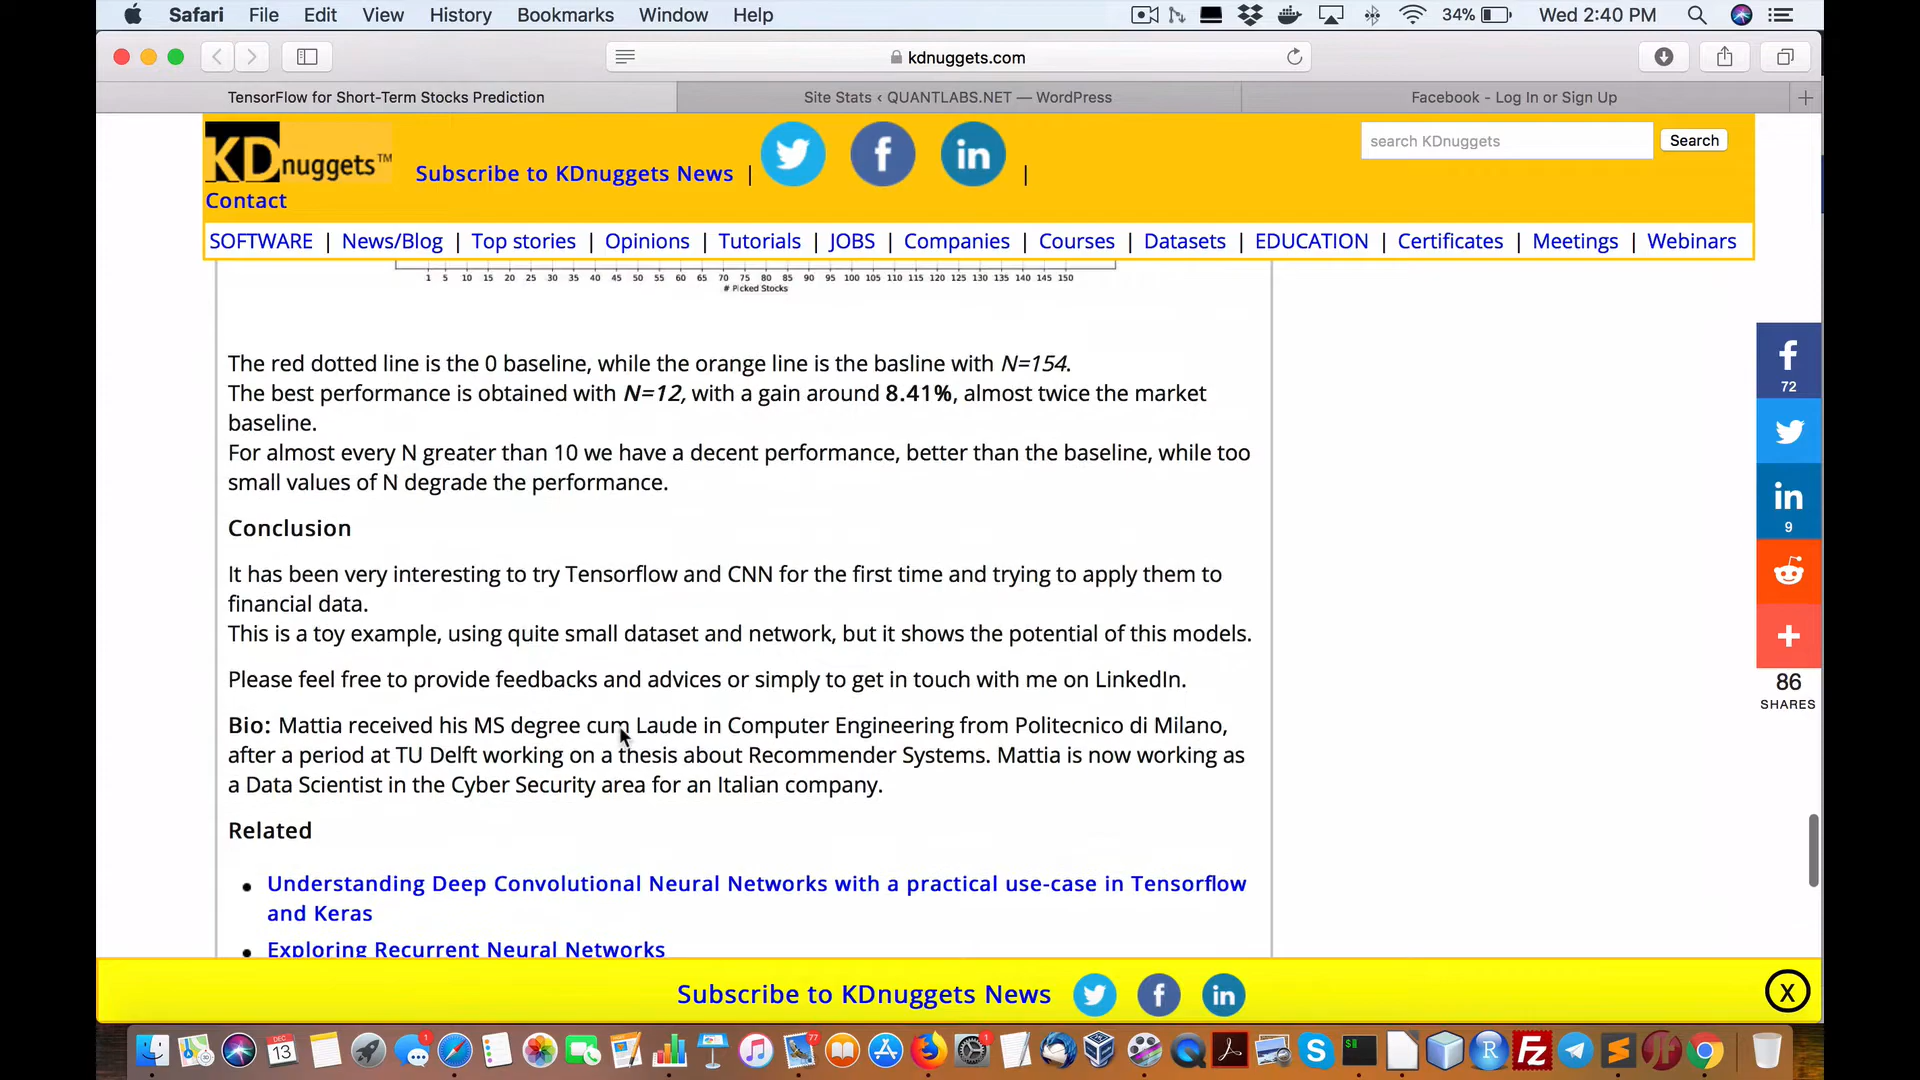 Safari File Edit View History Bookmarks Window Help 34% Wed 2:40 PM
kdnuggets.com
TensorFlow for Short-Term Stocks Prediction
Site Stats ‹ QUANTLABS.NET — WordPress
Facebook - Log In or Sign Up
KDnuggets™
Subscribe to KDnuggets News | |
search KDnuggets Search
Contact
SOFTWARE | News/Blog | Top stories | Opinions | Tutorials | JOBS | Companies | Courses | Datasets | EDUCATION | Certificates | Meetings | Webinars
1 5 10 15 20 25 30 35 40 45 50 55 60 65 70 75 80 85 90 95 100 105 110 115 120 125 130 135 140 145 150
# Picked Stocks
The red dotted line is the 0 baseline, while the orange line is the basline with N=154.
The best performance is obtained with N=12, with a gain around 8.41%, almost twice the market
baseline.
For almost every N greater than 10 we have a decent performance, better than the baseline, while too
small values of N degrade the performance.
Conclusion
It has been very interesting to try Tensorflow and CNN for the first time and trying to apply them to
financial data.
This is a toy example, using quite small dataset and network, but it shows the potential of this models.
Please feel free to provide feedbacks and advices or simply to get in touch with me on LinkedIn.
Bio: Mattia received his MS degree cum Laude in Computer Engineering from Politecnico di Milano,
after a period at TU Delft working on a thesis about Recommender Systems. Mattia is now working as
a Data Scientist in the Cyber Security area for an Italian company.
Related
Understanding Deep Convolutional Neural Networks with a practical use-case in Tensorflow
and Keras
Exploring Recurrent Neural Networks
72
9
86
SHARES
Subscribe to KDnuggets News
X
DEC
13
1
77
1